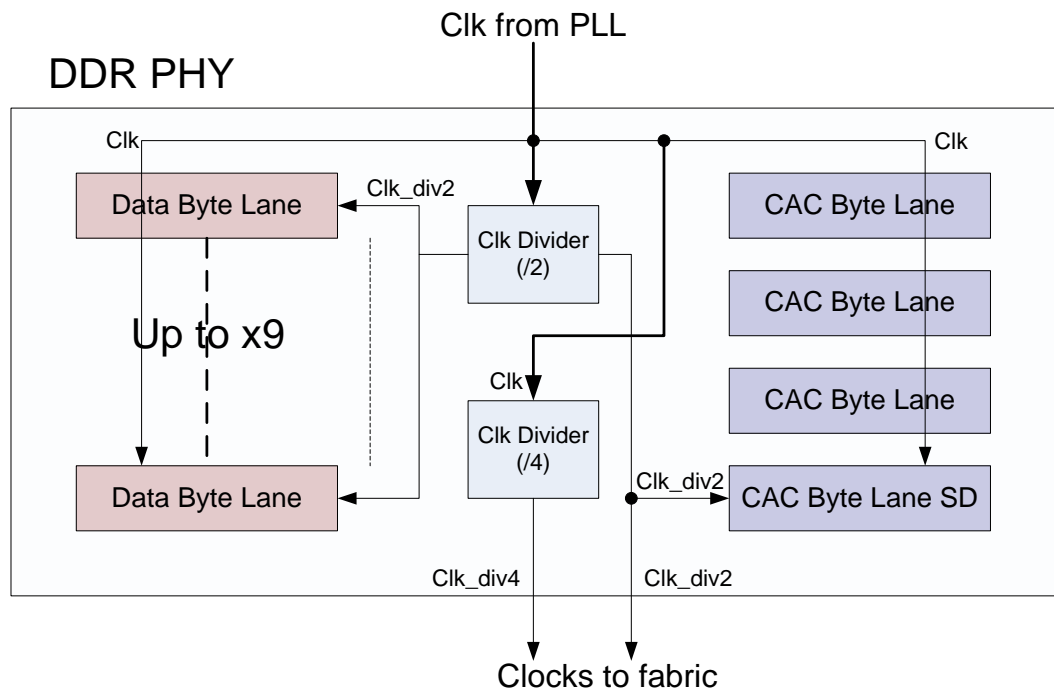 Clk from PLL
DDR PHY
Clk
Clk
Data Byte Lane
Clk_div2
Clk Divider
(/2)
CAC Byte Lane
CAC Byte Lane
Up to x9
Clk
CAC Byte Lane
Clk Divider
(/4)
Data Byte Lane
Clk_div2
CAC Byte Lane SD
Clk_div4
Clk_div2
Clocks to fabric